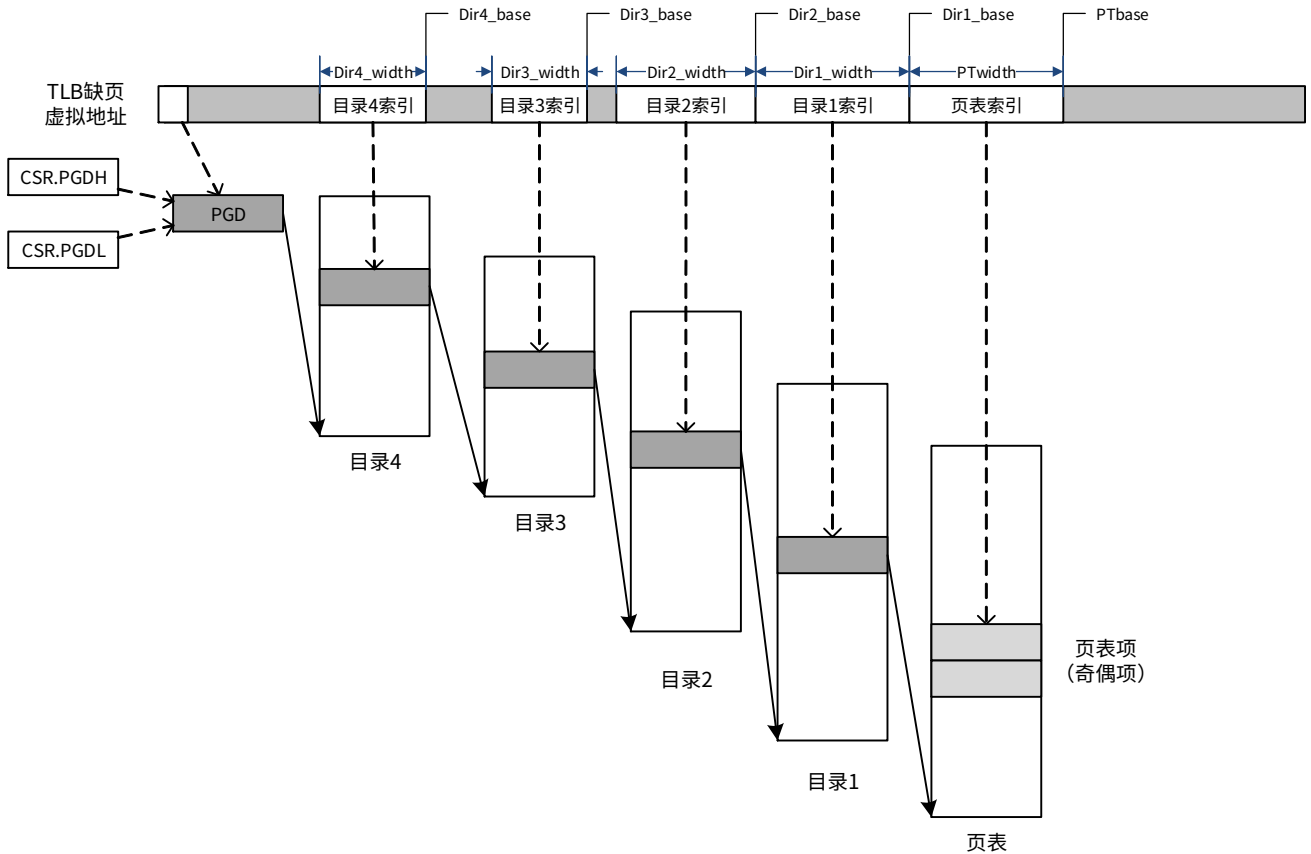 Dir4_base
Dir3_base
Dir2_base
Dir1_base
PTbase
Dir4_width
Dir3_width
Dir2_width
Dir1_width
PTwidth
TLB缺页
虚拟地址
目录4索引
目录3索引
目录2索引
目录1索引
页表索引
CSR.PGDH
PGD
CSR.PGDL
目录4
目录3
目录2
目录1
页表项
（奇偶项）
页表